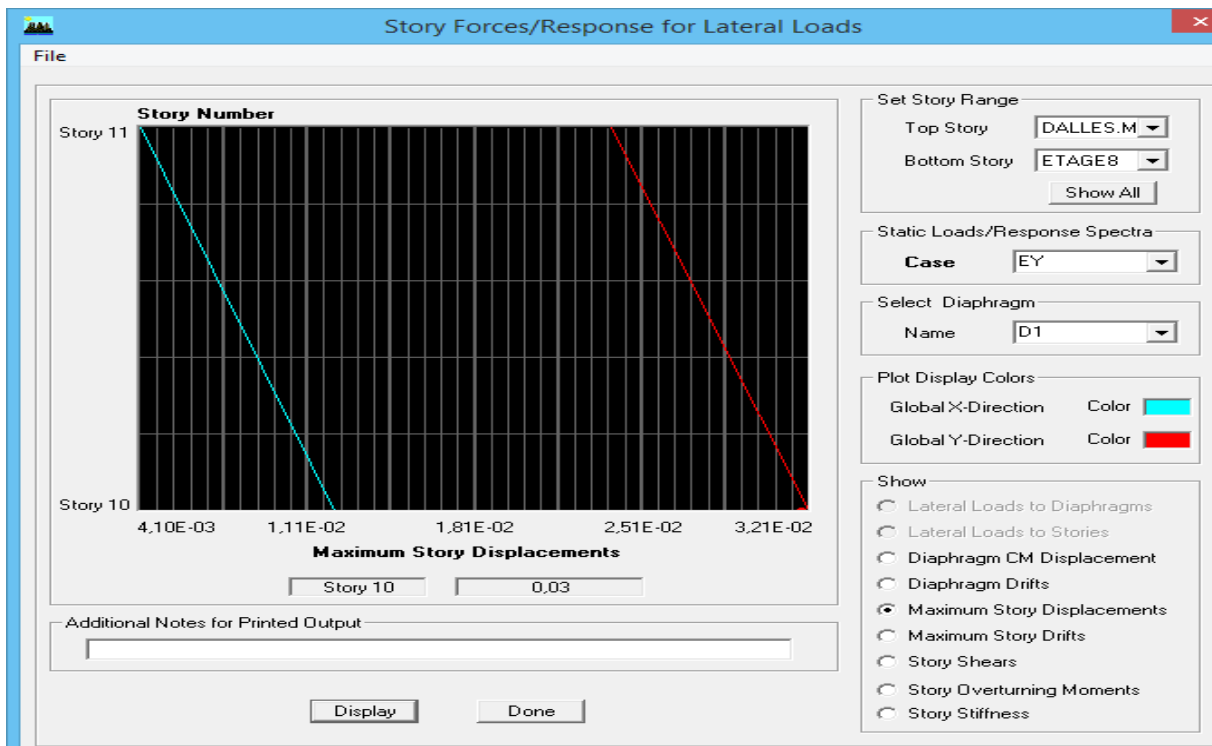 Story Forces/Response for Lateral Loads
File
Story Number
Story 11
Story 10
4,10E-03 1,11E-02 1,81E-02 2,51E-02 3,21E-02
Maximum Story Displacements
Story 10 0,03
Additional Notes for Printed Output
Display Done
Set Story Range
Top Story DALLES.M
Bottom Story ETAGE8
Show All
Static Loads/Response Spectra
Case EY
Select Diaphragm
Name D1
Plot Display Colors
Global X-Direction Color
Global Y-Direction Color
Show
Lateral Loads to Diaphragms
Lateral Loads to Stories
Diaphragm CM Displacement
Diaphragm Drifts
Maximum Story Displacements
Maximum Story Drifts
Story Shears
Story Overturning Moments
Story Stiffness